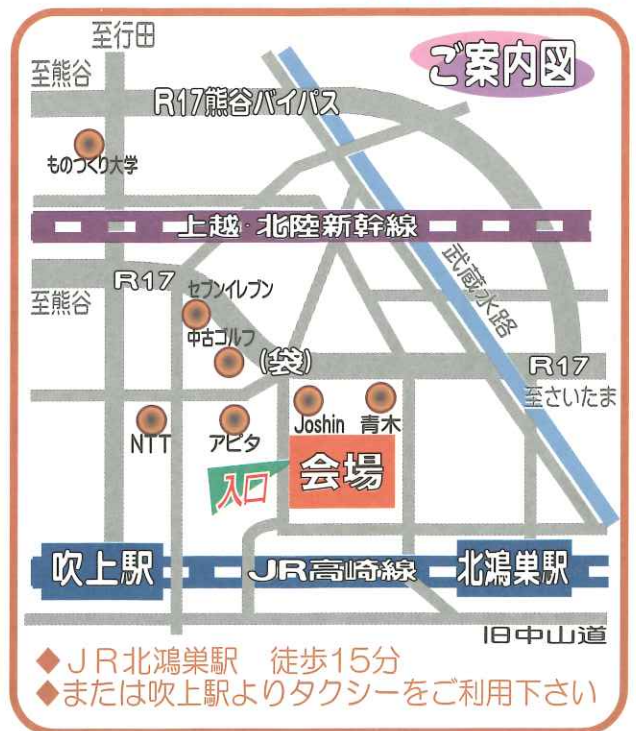 至行田
ご案内図
至熊谷
R17熊谷バイパス
ものつくり大学
上越・北陸新幹線
武蔵水路
R17
至熊谷
セブンイレブン
中古ゴルフ
(袋)
R17
至さいたま
NTT
アピタ
Joshin
青木
入口
会場
吹上駅
JR高崎線
北鴻巣駅
旧中山道
◆JR北鴻巣駅 徒歩15分
◆または吹上駅よりタクシーをご利用下さい